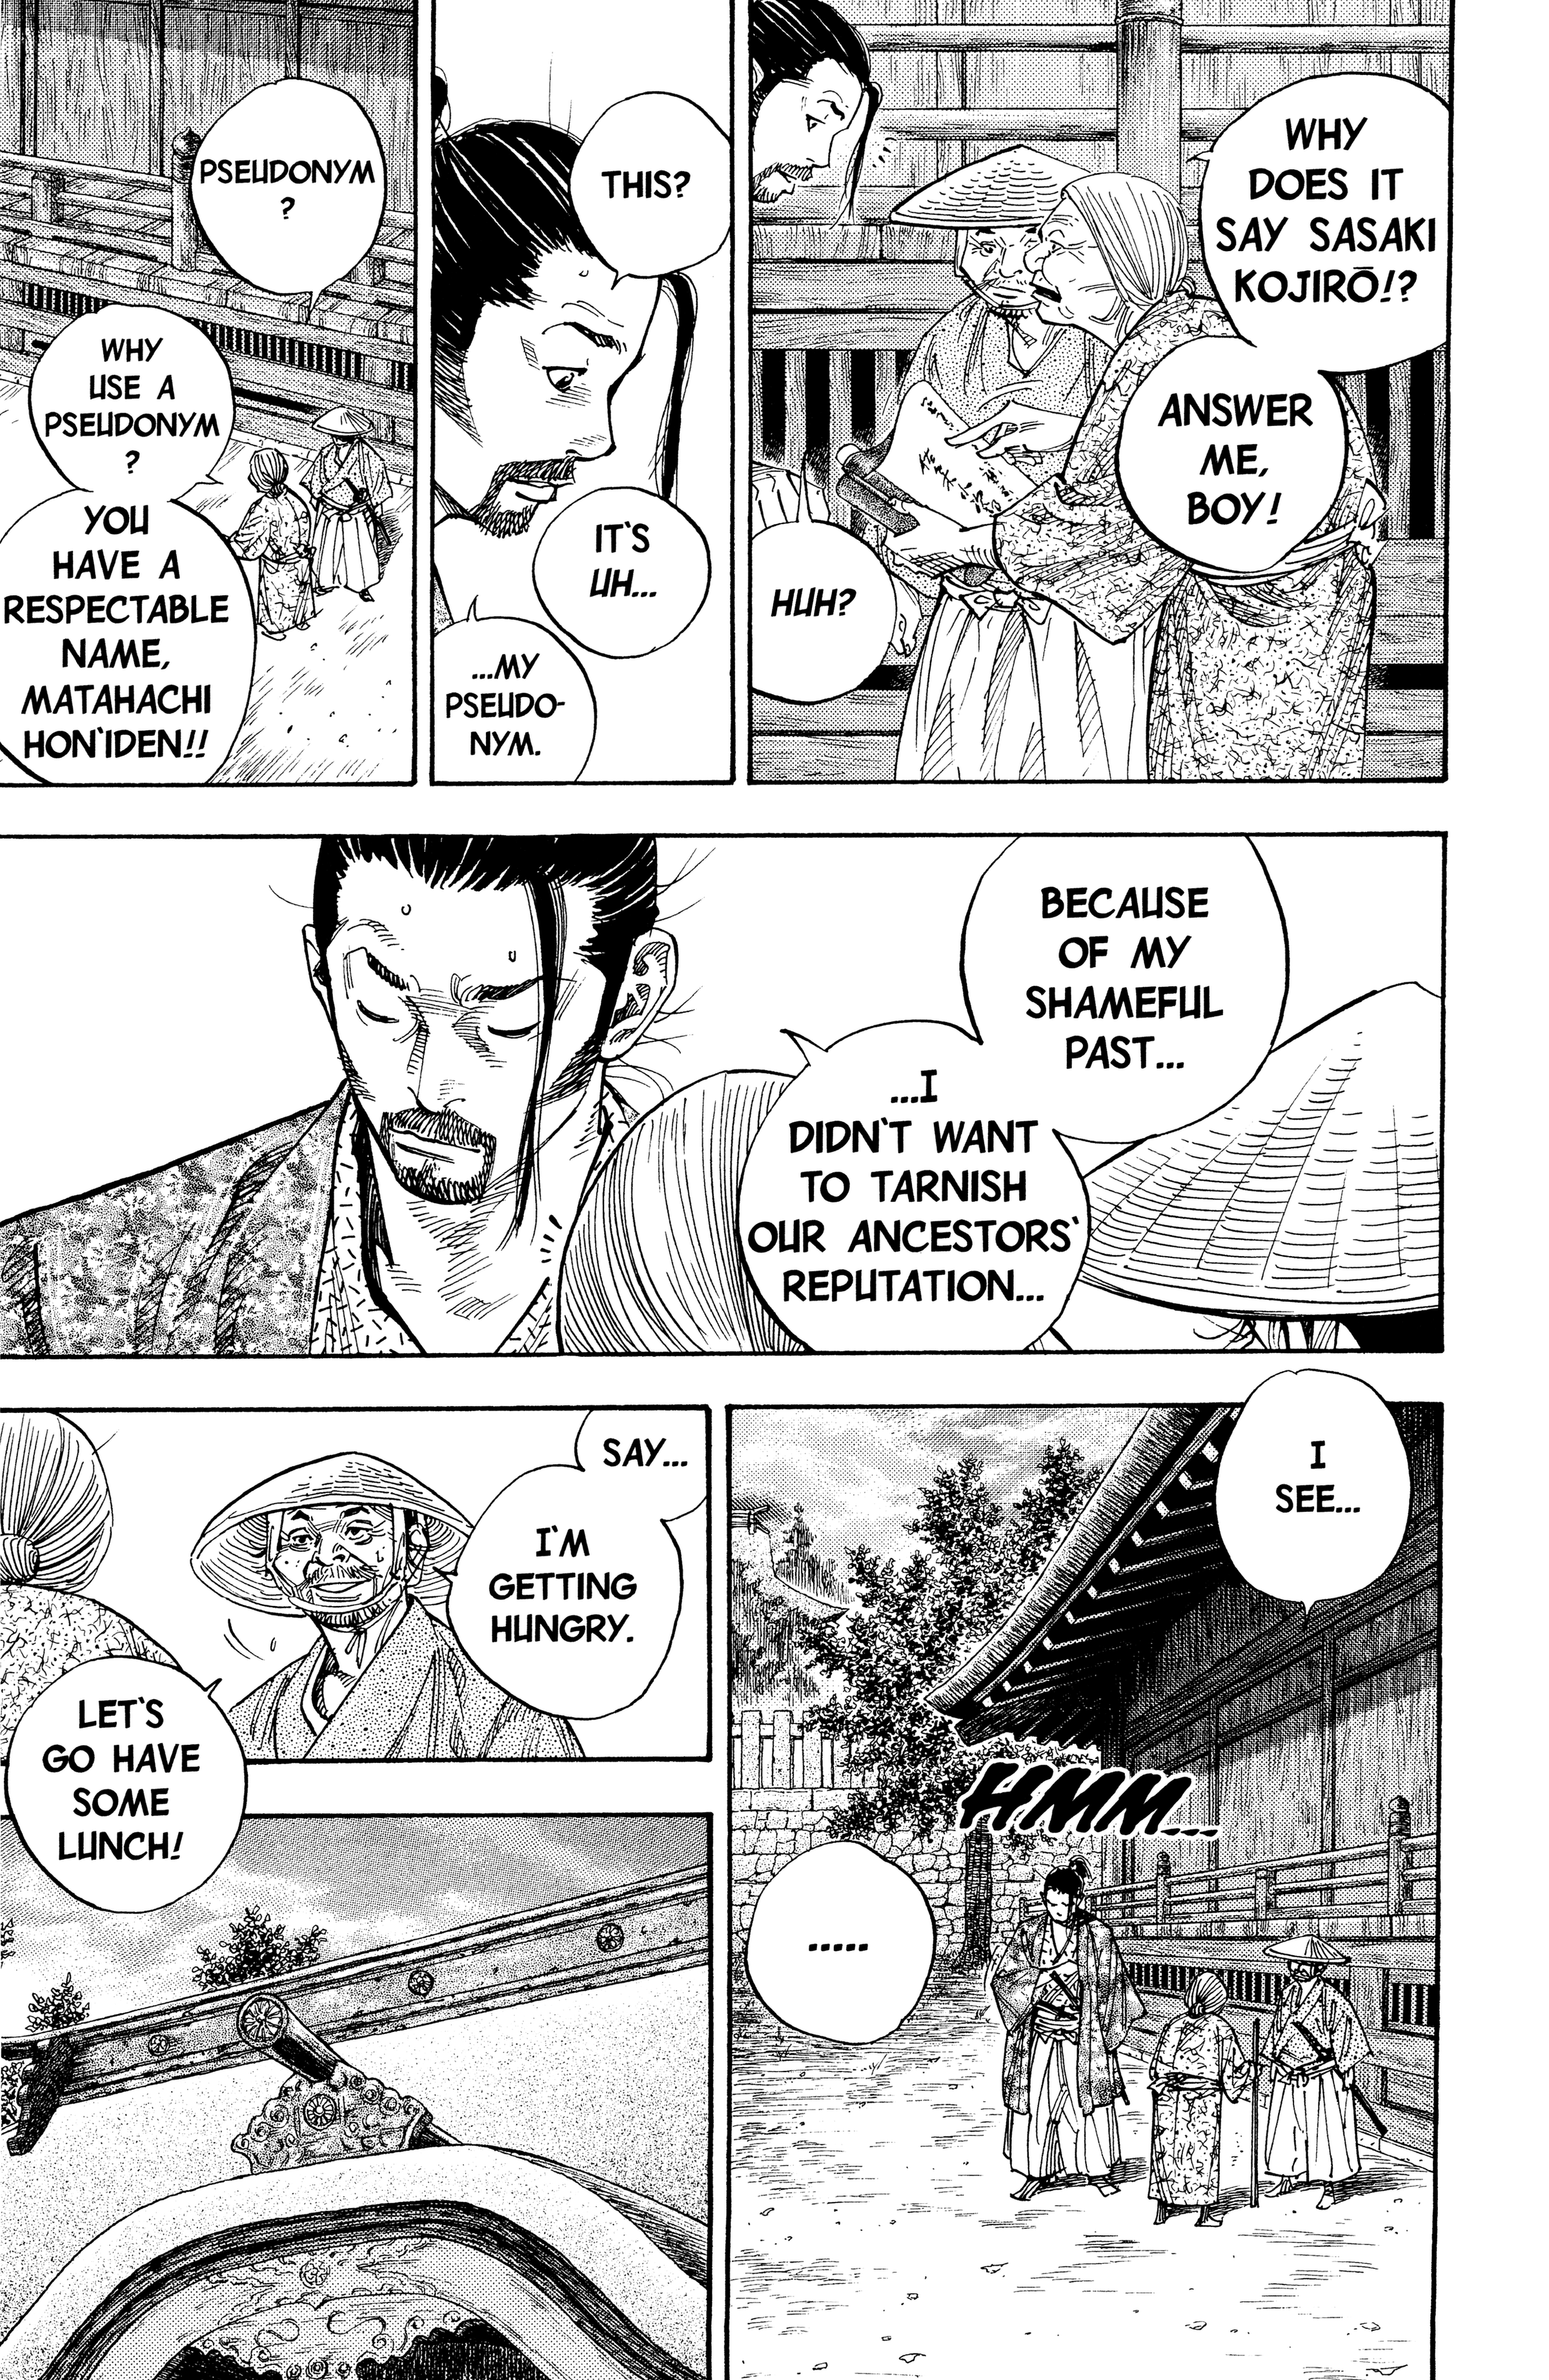 WHY
DOES IT
SAY SASAKI
KOJIRŌ!?
ANSWER
ME,
BOY!
HUH?
THIS?
IT'S
UH...
...MY
PSEUDO-
NYM.
PSEUDONYM
?
WHY
USE A
PSEUDONYM
?
YOU
HAVE A
RESPECTABLE
NAME,
MATAHACHI
HON'IDEN!!
BECAUSE
OF MY
SHAMEFUL
PAST...
...I
DIDN'T WANT
TO TARNISH
OUR ANCESTORS'
REPUTATION...
I
SEE...
HMM...
.....
SAY...
I'M
GETTING
HUNGRY.
LET'S
GO HAVE
SOME
LUNCH!